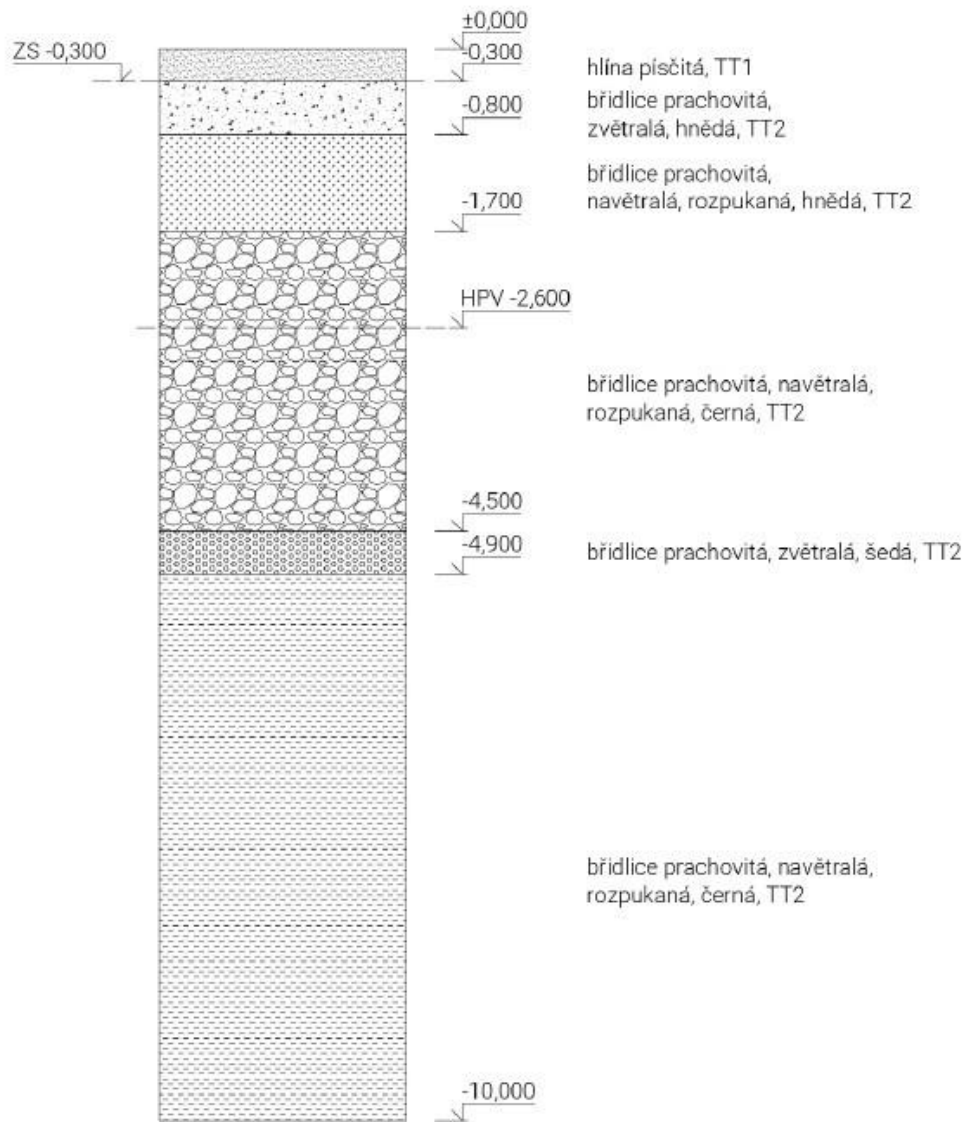 ±0,000
ZS -0,300
-0,300
hlína písčitá, TT1
-0,800
břidlice prachovitá,
zvětralá, hnědá, TT2
břidlice prachovitá,
navětralá, rozpukaná, hnědá, TT2
-1,700
HPV -2,600
břidlice prachovitá, navětralá,
rozpukaná, černá, TT2
-4,500
-4,900
břidlice prachovitá, zvětralá, šedá, TT2
břidlice prachovitá, navětralá,
rozpukaná, černá, TT2
-10,000